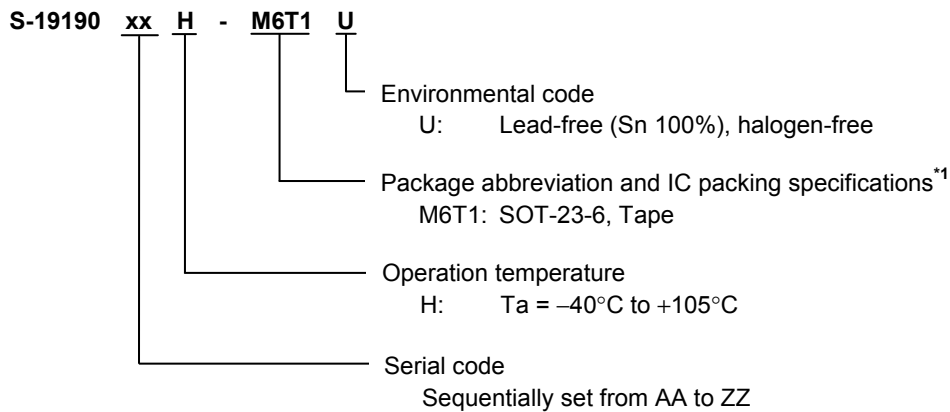 S-19190 xx H - M6T1 U
Environmental code
U: Lead-free (Sn 100%), halogen-free
Package abbreviation and IC packing specifications*1
M6T1: SOT-23-6, Tape
Operation temperature
H: Ta = −40°C to +105°C
Serial code
Sequentially set from AA to ZZ